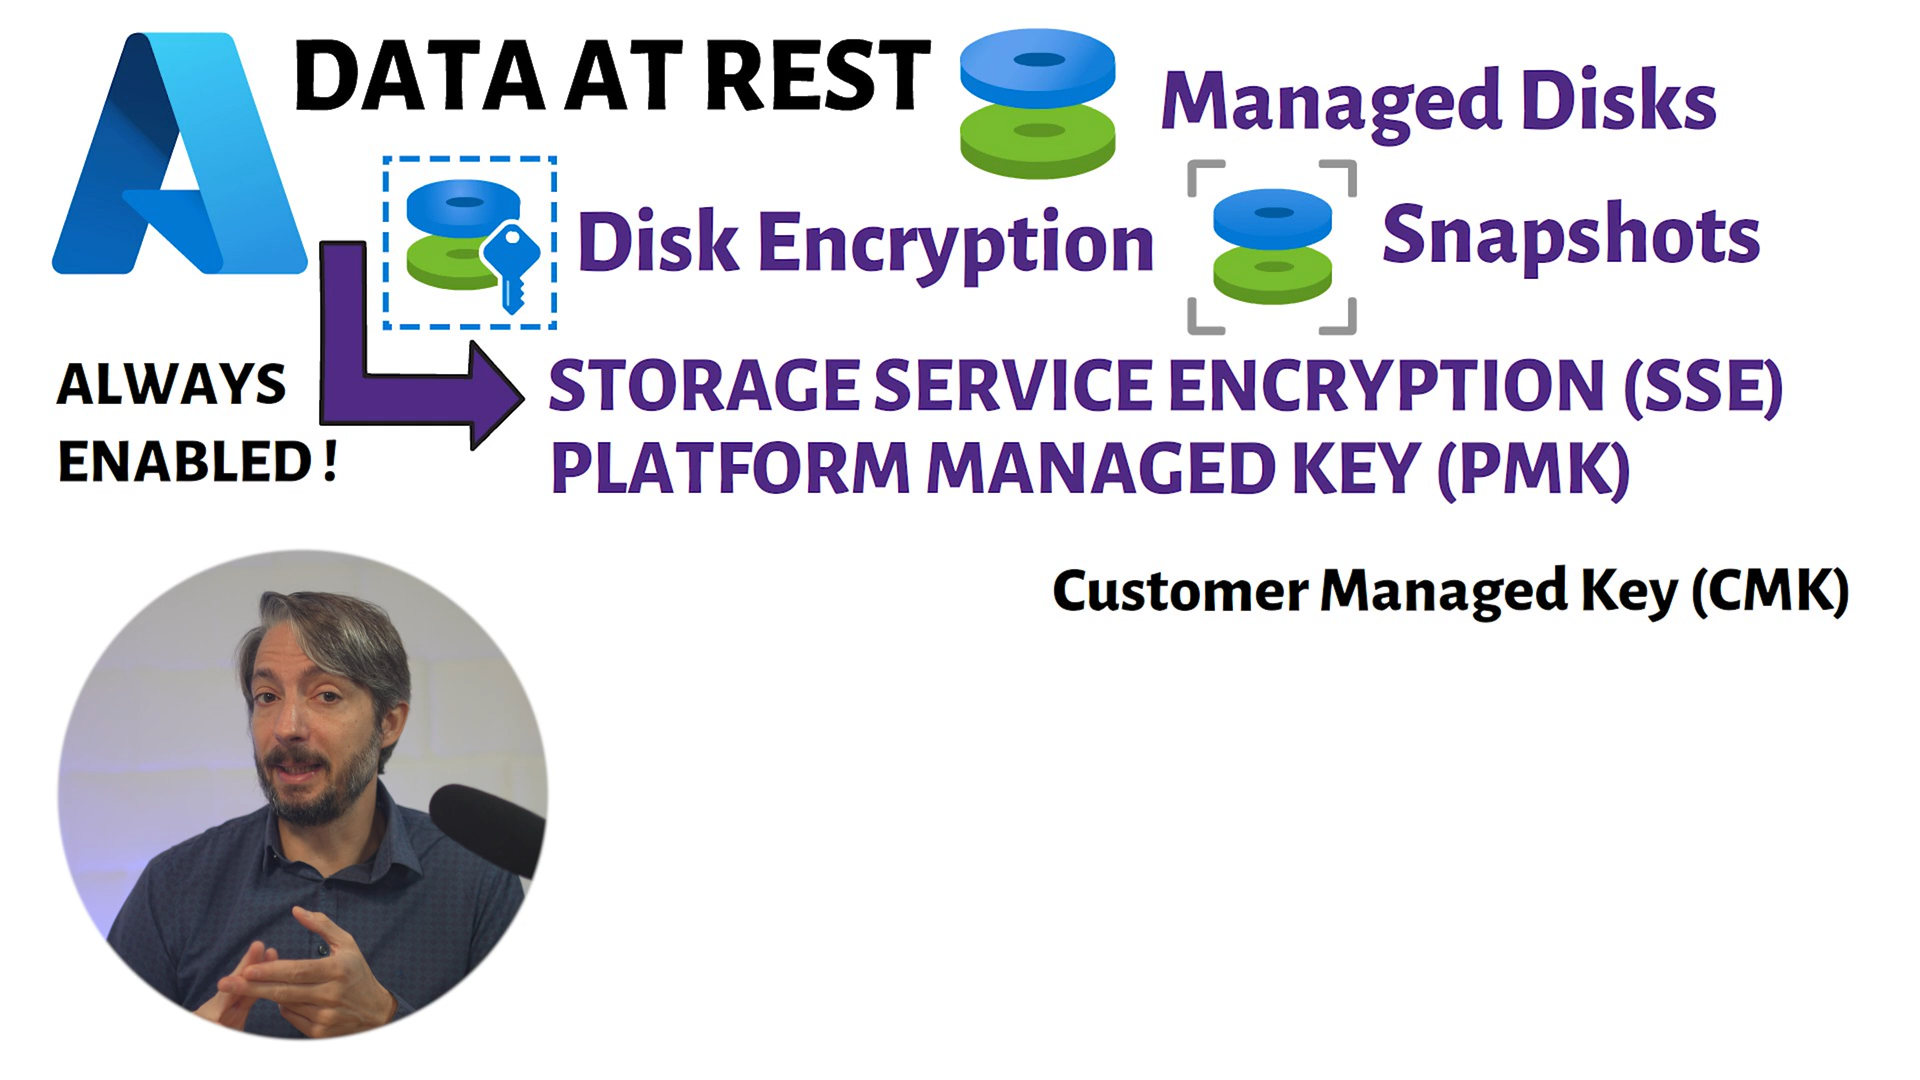 DATA AT REST
Managed Disks
Disk Encryption
Snapshots
ALWAYS
ENABLED!
STORAGE SERVICE ENCRYPTION (SSE)
PLATFORM MANAGED KEY (PMK)
Customer Managed Key (CMK)